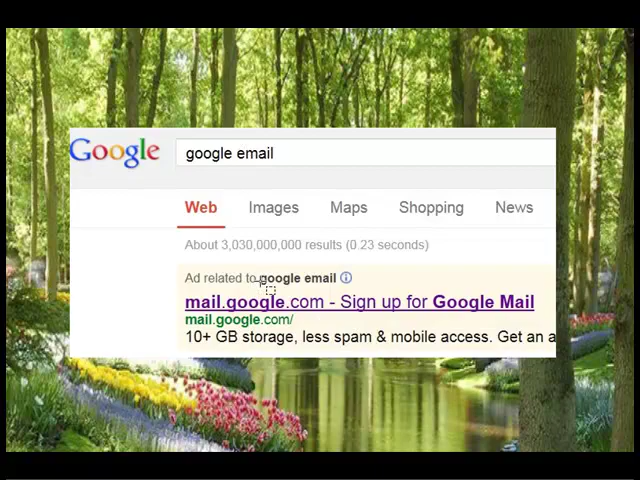 Google
google email
Web Images Maps Shopping News
About 3,030,000,000 results (0.23 seconds)
Ad related to google email
mail.google.com - Sign up for Google Mail
mail.google.com/
10+ GB storage, less spam & mobile access. Get an a